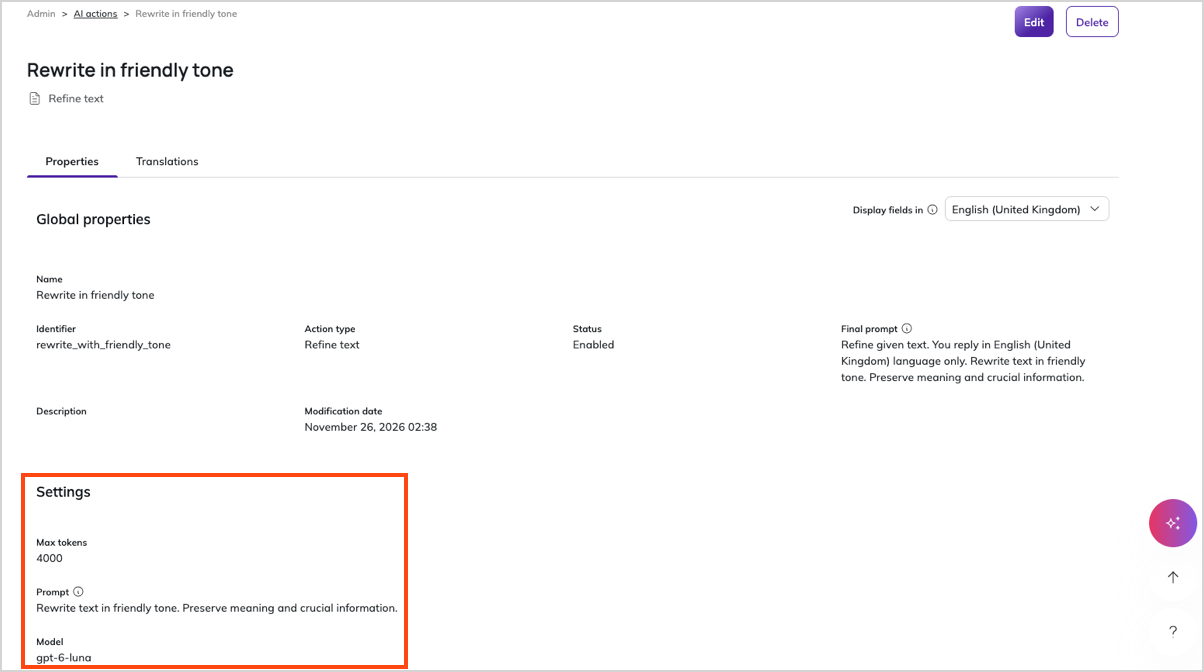 Admin > AI actions > Rewrite in friendly tone
Edit
Delete
Rewrite in friendly tone
Refine text
Properties
Translations
Global properties
Display fields in
English (United Kingdom)
Name
Rewrite in friendly tone
Identifier
rewrite_with_friendly_tone
Action type
Refine text
Status
Enabled
Final prompt
Refine given text. You reply in English (United
Kingdom) language only. Rewrite text in friendly
tone. Preserve meaning and crucial information.
Description
Modification date
November 26, 2026 02:38
Settings
Max tokens
4000
Prompt
Rewrite text in friendly tone. Preserve meaning and crucial information.
Model
gpt-6-luna
?